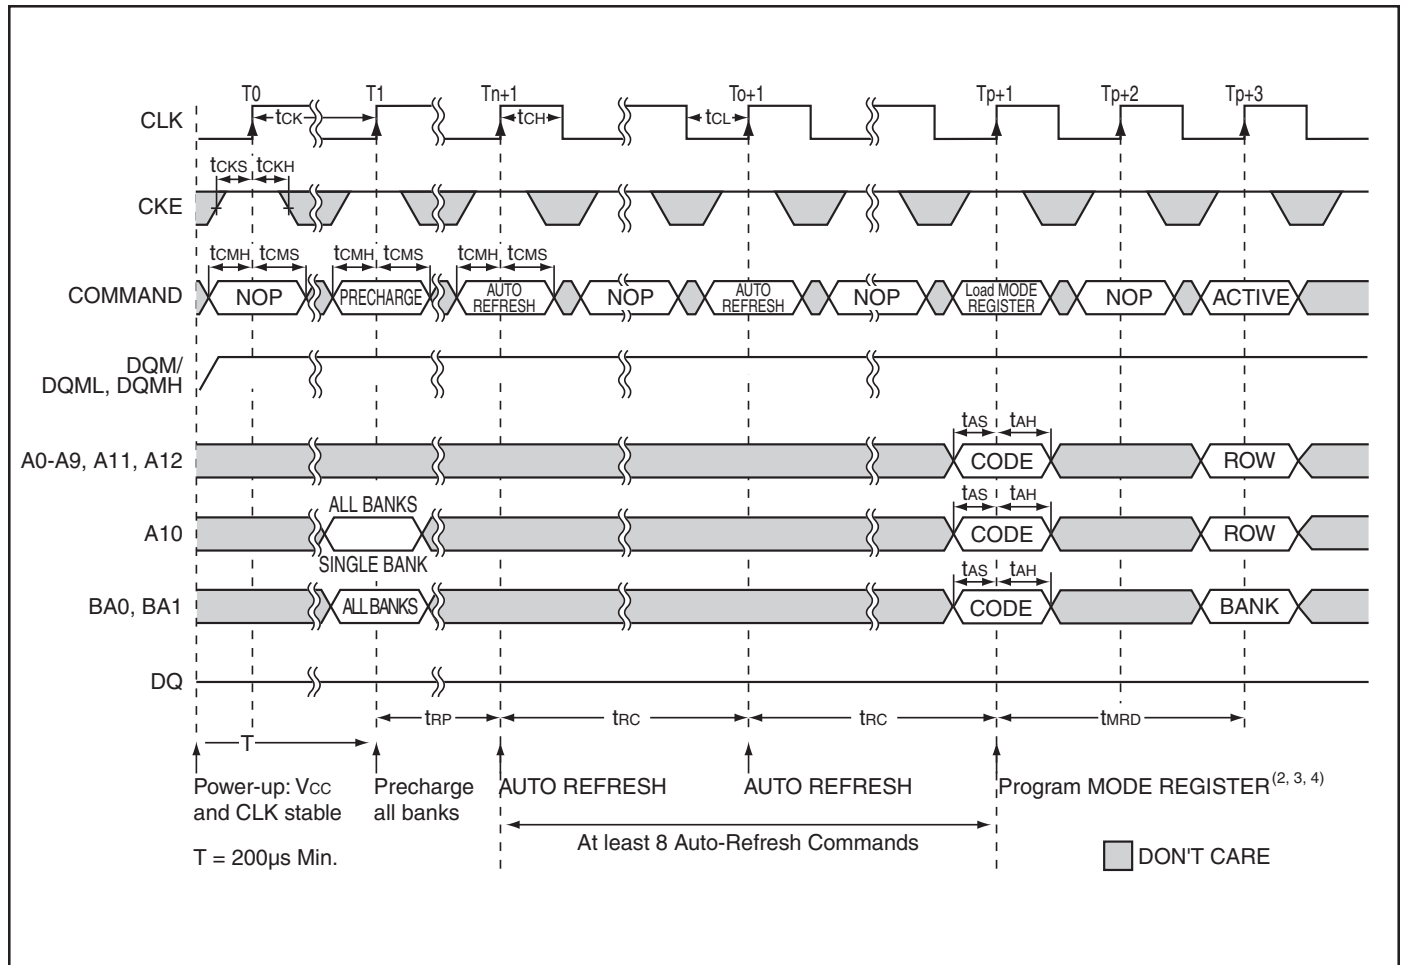 T0 T1 Tn+1 To+1 Tp+1 Tp+2 Tp+3
CLK tCK tCH tCL
tCKS tCKH
CKE
tCMH tCMS tCMH tCMS tCMH tCMS
COMMAND NOP PRECHARGE AUTO REFRESH NOP AUTO REFRESH NOP Load MODE REGISTER NOP ACTIVE
DQM/
DQML, DQMH
tAS tAH
A0-A9, A11, A12 CODE ROW
ALL BANKS tAS tAH
A10 CODE ROW
SINGLE BANK tAS tAH
BA0, BA1 ALL BANKS CODE BANK
DQ
tRP tRC tRC tMRD
T
Power-up: VCC Precharge AUTO REFRESH AUTO REFRESH Program MODE REGISTER(2, 3, 4)
and CLK stable all banks
At least 8 Auto-Refresh Commands
T = 200µs Min. DON'T CARE